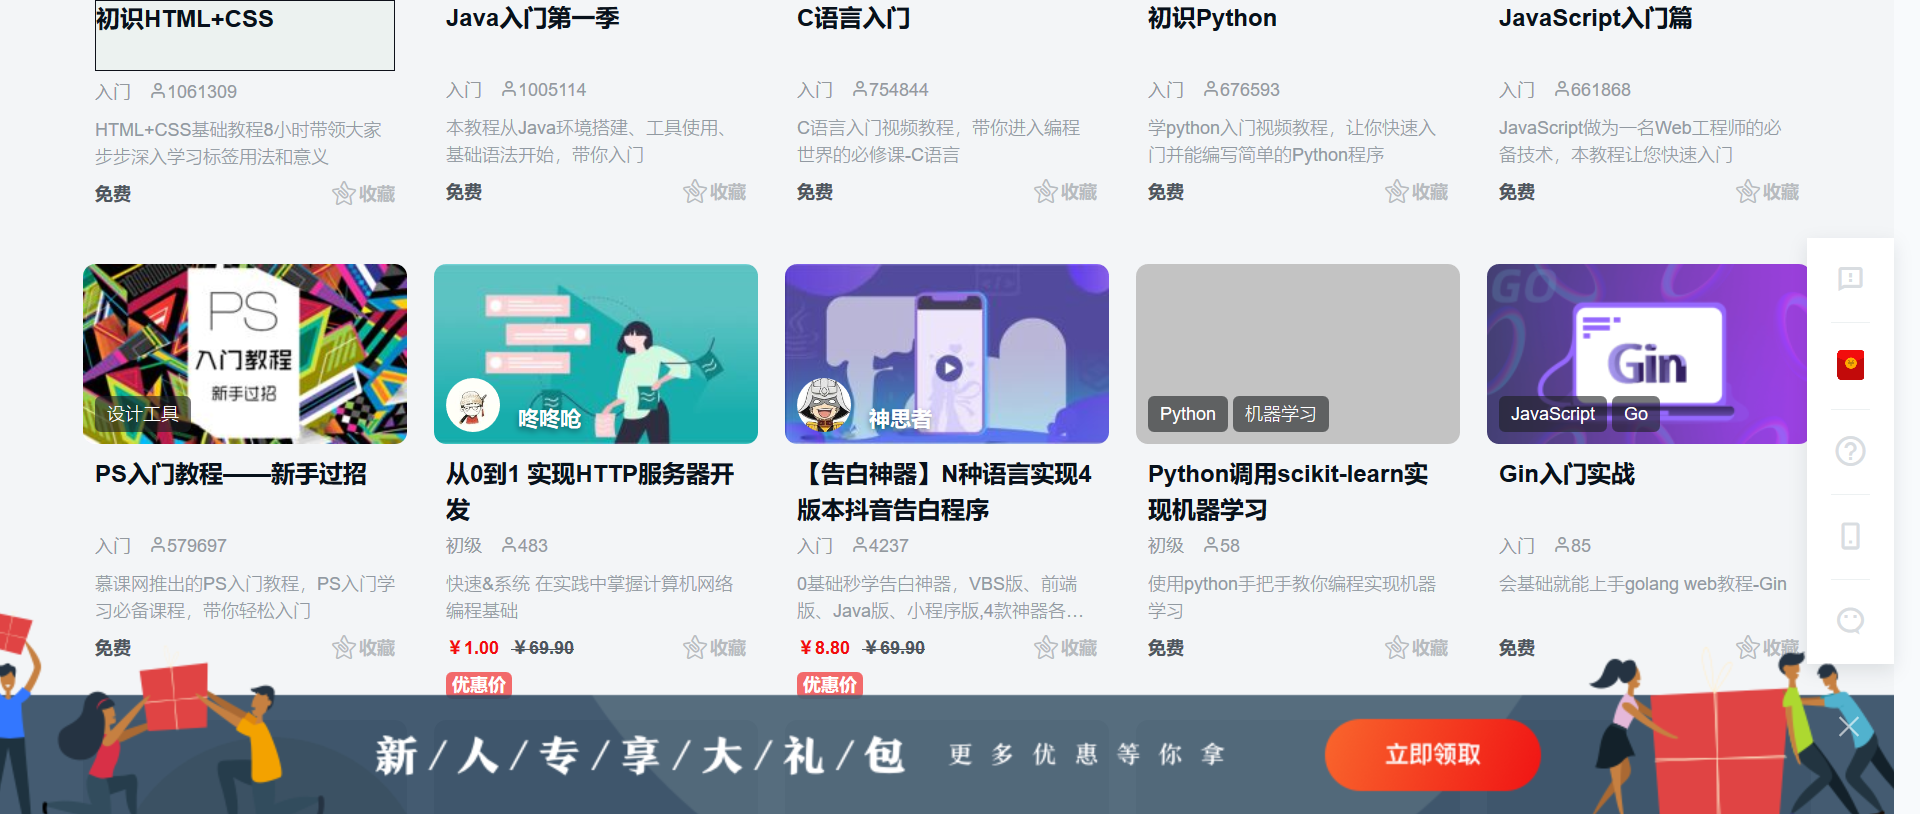 初识HTML+CSS
入门 1061309
HTML+CSS基础教程8小时带领大家
步步深入学习标签用法和意义
免费 收藏
Java入门第一季
入门 1005114
本教程从Java环境搭建、工具使用、
基础语法开始，带你入门
免费 收藏
C语言入门
入门 754844
C语言入门视频教程，带你进入编程
世界的必修课-C语言
免费 收藏
初识Python
入门 676593
学python入门视频教程，让你快速入
门并能编写简单的Python程序
免费 收藏
JavaScript入门篇
入门 661868
JavaScript做为一名Web工程师的必
备技术，本教程让您快速入门
免费 收藏
PS
入门教程
新手过招
设计工具
PS入门教程——新手过招
入门 579697
慕课网推出的PS入门教程，PS入门学
习必备课程，带你轻松入门
免费 收藏
咚咚呛
从0到1 实现HTTP服务器开
发
初级 483
快速&系统 在实践中掌握计算机网络
编程基础
￥1.00 ￥69.90 收藏
优惠价
神思者
【告白神器】N种语言实现4
版本抖音告白程序
入门 4237
0基础秒学告白神器，VBS版、前端
版、Java版、小程序版,4款神器各...
￥8.80 ￥69.90 收藏
优惠价
Python 机器学习
Python调用scikit-learn实
现机器学习
初级 58
使用python手把手教你编程实现机器
学习
免费 收藏
GO
Gin
JavaScript Go
Gin入门实战
入门 85
会基础就能上手golang web教程-Gin
免费 收藏
新/人/专/享/大/礼/包 更多优惠等你拿 立即领取